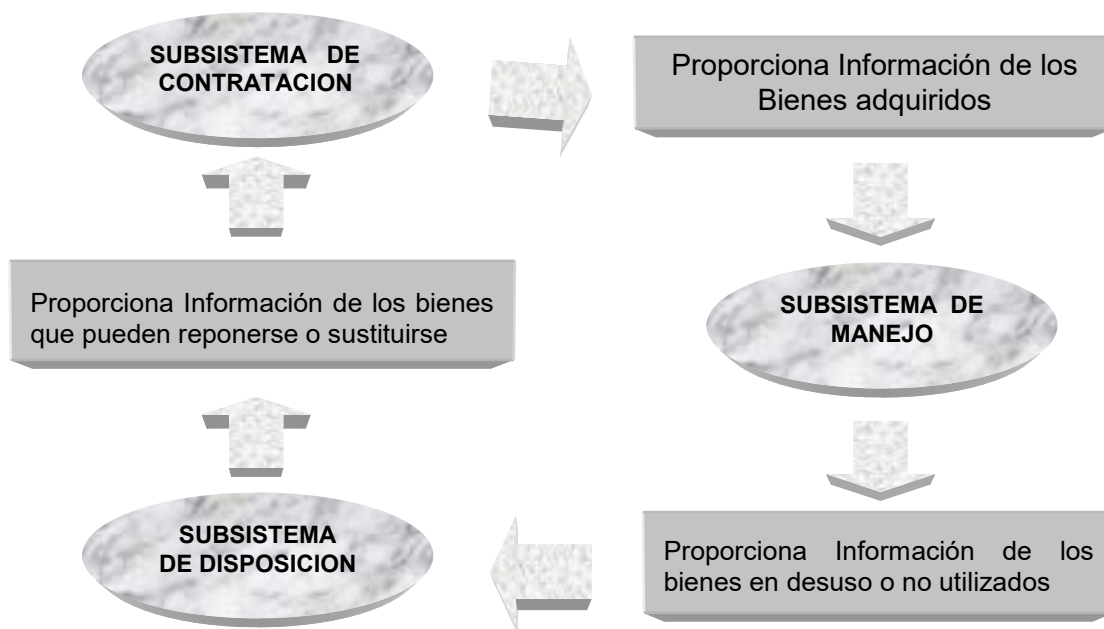 SUBSISTEMA DE
CONTRATACION
Proporciona Información de los
Bienes adquiridos
Proporciona Información de los bienes
que pueden reponerse o sustituirse
SUBSISTEMA DE
MANEJO
SUBSISTEMA
DE DISPOSICION
Proporciona Información de los
bienes en desuso o no utilizados